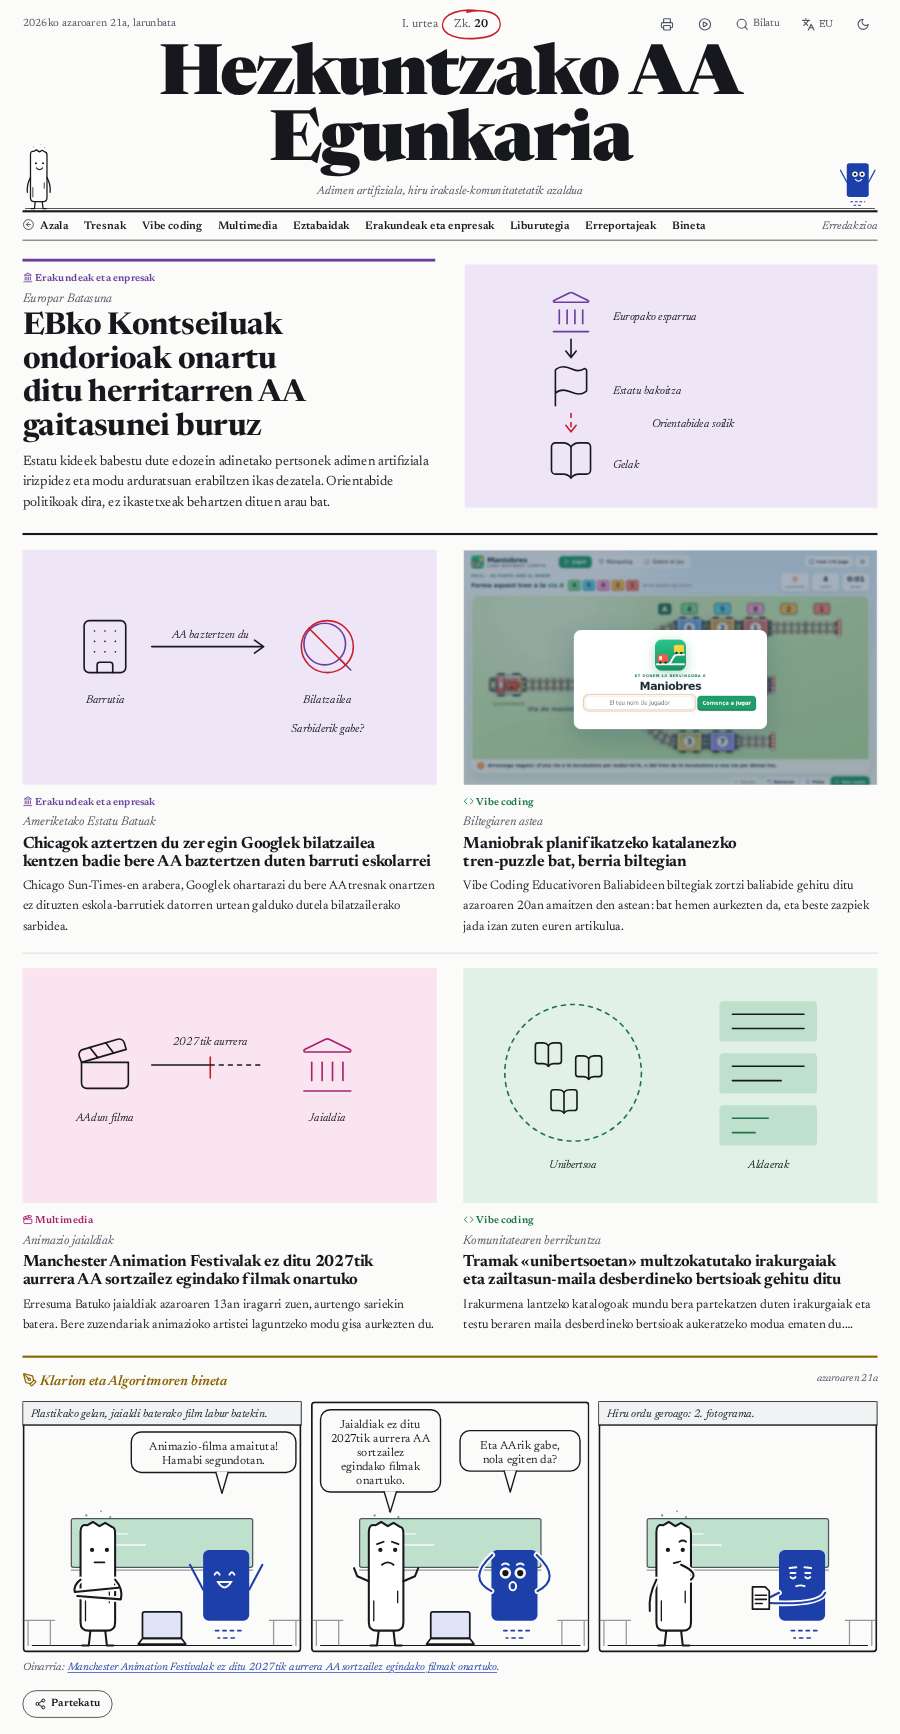 2026ko azaroaren 21a, larunbata
I. urtea Zk. 20
Bilatu
EU
Hezkuntzako AA
Egunkaria
Adimen artifiziala, hiru irakasle-komunitatetatik azaldua
Azala Tresnak Vibe coding Multimedia Eztabaidak Erakundeak eta enpresak Liburutegia Erreportajeak Bineta Erredakzioa
Erakundeak eta enpresak
Europar Batasuna
EBko Kontseiluak
ondorioak onartu
ditu herritarren AA
gaitasunei buruz
Estatu kideek babestu dute edozein adinetako pertsonek adimen artifiziala
irizpidez eta modu arduratsuan erabiltzen ikas dezatela. Orientabide
politikoak dira, ez ikastetxeak behartzen dituen arau bat.
Europako esparrua
Estatu bakoitza
Orientabidea soilik
Gelak
AA baztertzen du
Barrutia
Bilatzailea
Sarbiderik gabe?
Erakundeak eta enpresak
Ameriketako Estatu Batuak
Chicagok aztertzen du zer egin Googlek bilatzailea
kentzen badie bere AA baztertzen duten barruti eskolarrei
Chicago Sun-Times-en arabera, Googlek ohartarazi du bere AA tresnak onartzen
ez dituzten eskola-barrutiek datorren urtean galduko dutela bilatzailerako
sarbidea.
Maniobres
Maniobres
El teu nom de jugador
Comença a jugar
Vibe coding
Biltegiaren astea
Maniobrak planifikatzeko katalanezko
tren-puzzle bat, berria biltegian
Vibe Coding Educativoren Baliabideen biltegiak zortzi baliabide gehitu ditu
azaroaren 20an amaitzen den astean: bat hemen aurkezten da, eta beste zazpiek
jada izan zuten euren artikulua.
2027tik aurrera
AAdun filma
Jaialdia
Multimedia
Animazio jaialdiak
Manchester Animation Festivalak ez ditu 2027tik
aurrera AA sortzailez egindako filmak onartuko
Erresuma Batuko jaialdiak azaroaren 13an iragarri zuen, aurtengo sariekin
batera. Bere zuzendariak animazioko artistei laguntzeko modu gisa aurkezten du.
Unibertsoa
Aldaerak
Vibe coding
Komunitatearen berrikuntza
Tramak «unibertsoetan» multzokatutako irakurgaiak
eta zailtasun-maila desberdineko bertsioak gehitu ditu
Irakurmena lantzeko katalogoak mundu bera partekatzen duten irakurgaiak eta
testu beraren maila desberdineko bertsioak aukeratzeko modua ematen du....
Klarion eta Algoritmoren bineta
azaroaren 21a
Plastikako gelan, jaialdi baterako film labur batekin.
Animazio-filma amaituta!
Hamabi segundotan.
Jaialdiak ez ditu
2027tik aurrera AA
sortzailez
egindako filmak
onartuko.
Eta AArik gabe,
nola egiten da?
Hiru ordu geroago: 2. fotograma.
Oinarria: Manchester Animation Festivalak ez ditu 2027tik aurrera AA sortzailez egindako filmak onartuko.
Partekatu